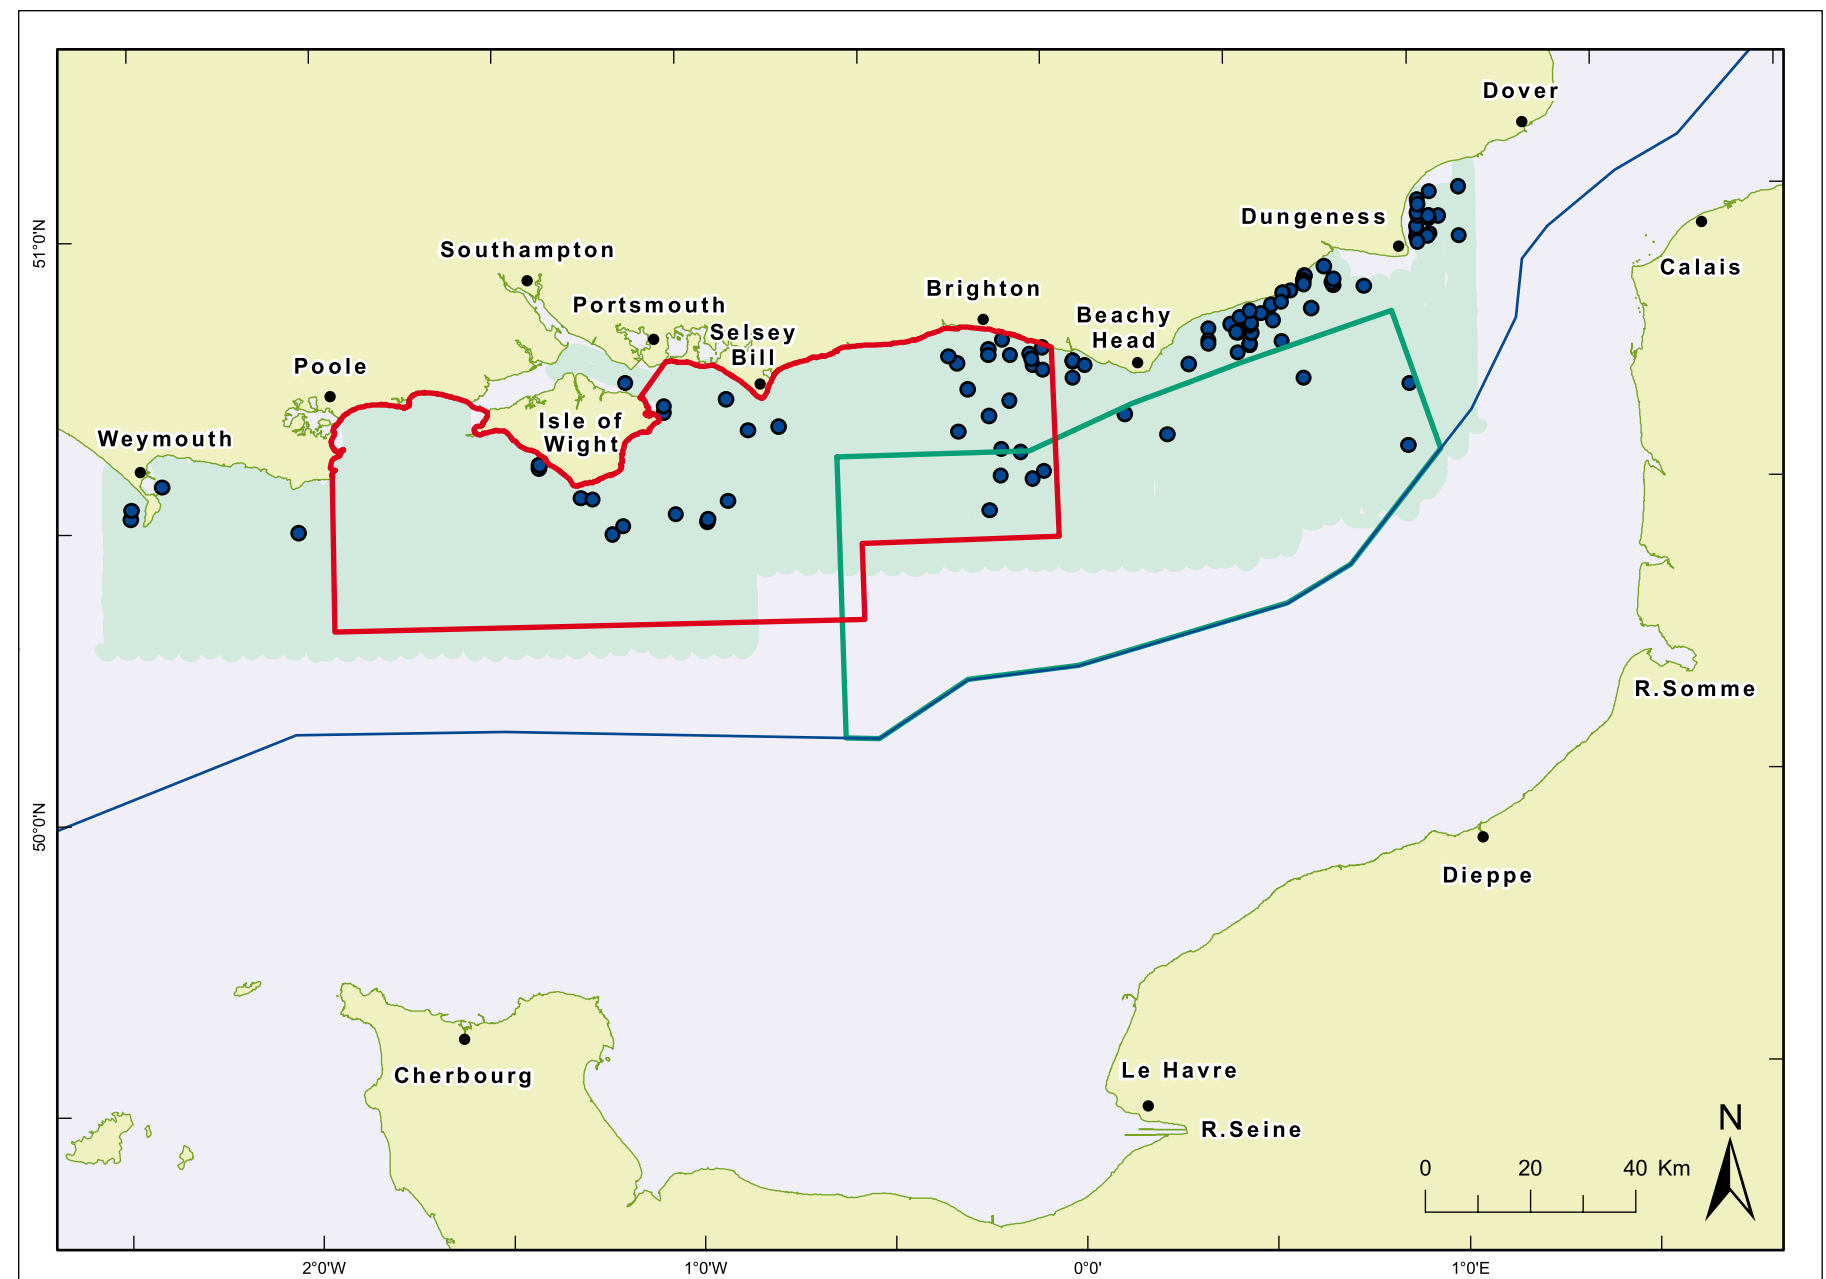 Dover
51°0'N
Dungeness
Southampton
Calais
Brighton
Portsmouth
Beachy
Head
Selsey
Bill
Poole
Isle of
Wight
Weymouth
R.Somme
50°0'N
Dieppe
Cherbourg
Le Havre
R.Seine
N
0 20 40 Km
2°0'W 1°0'W 0°0' 1°0'E